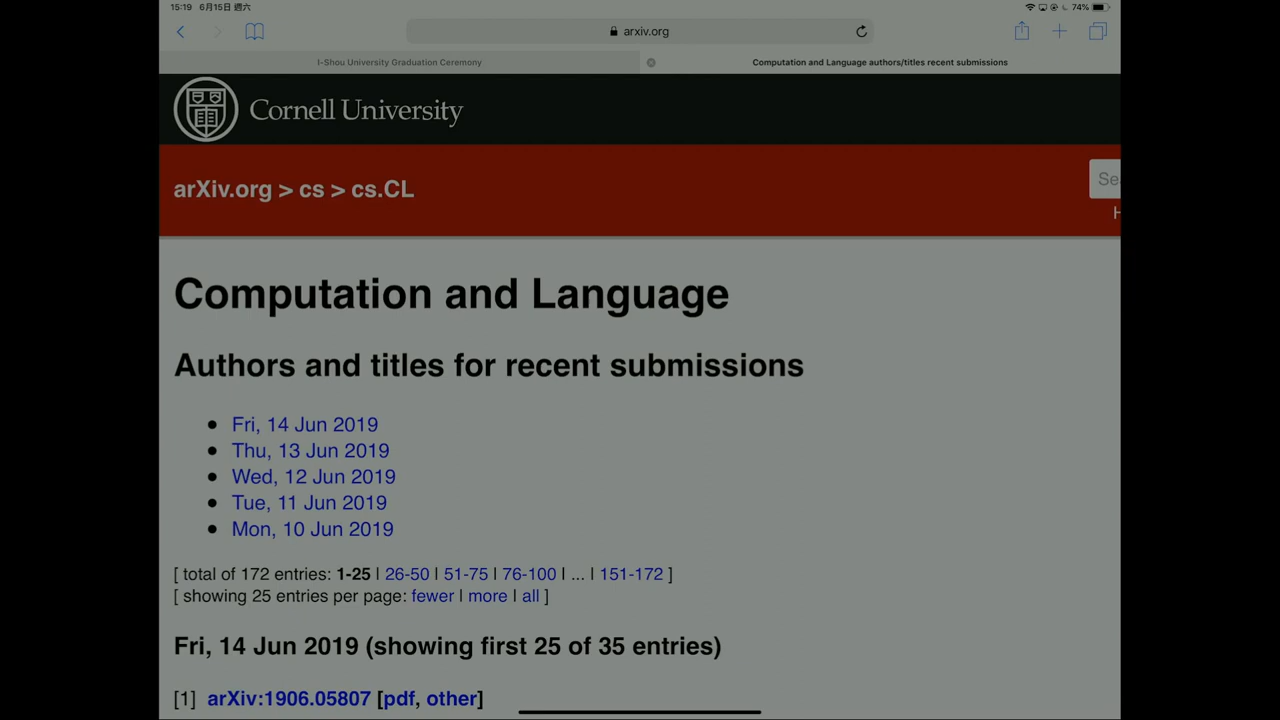 15:19 6月15日 週六
74%
arxiv.org
I-Shou University Graduation Ceremony
Computation and Language authors/titles recent submissions
Cornell University
arXiv.org > cs > cs.CL
Se
H
Computation and Language
Authors and titles for recent submissions
Fri, 14 Jun 2019
Thu, 13 Jun 2019
Wed, 12 Jun 2019
Tue, 11 Jun 2019
Mon, 10 Jun 2019
[ total of 172 entries: 1-25 | 26-50 | 51-75 | 76-100 | ... | 151-172 ]
[ showing 25 entries per page: fewer | more | all ]
Fri, 14 Jun 2019 (showing first 25 of 35 entries)
[1] arXiv:1906.05807 [pdf, other]